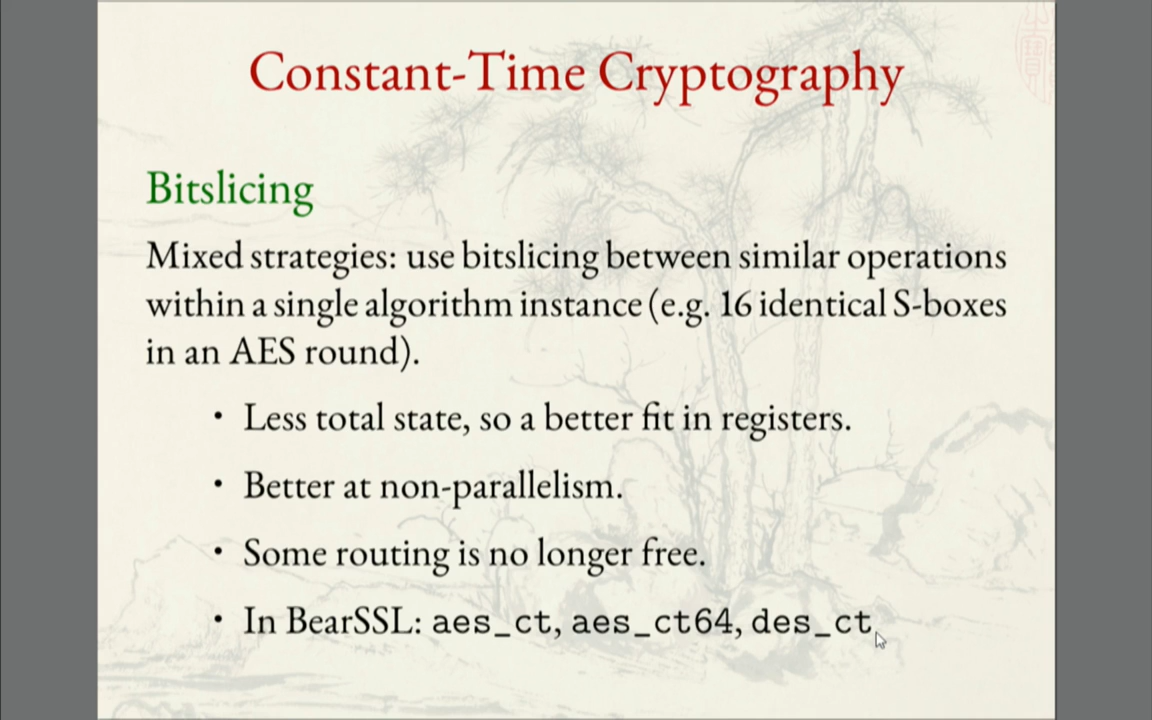 Constant-Time Cryptography
Bitslicing
Mixed strategies: use bitslicing between similar operations
within a single algorithm instance (e.g. 16 identical S-boxes
in an AES round).
• Less total state, so a better fit in registers.
• Better at non-parallelism.
• Some routing is no longer free.
• In BearSSL: aes_ct, aes_ct64, des_ct